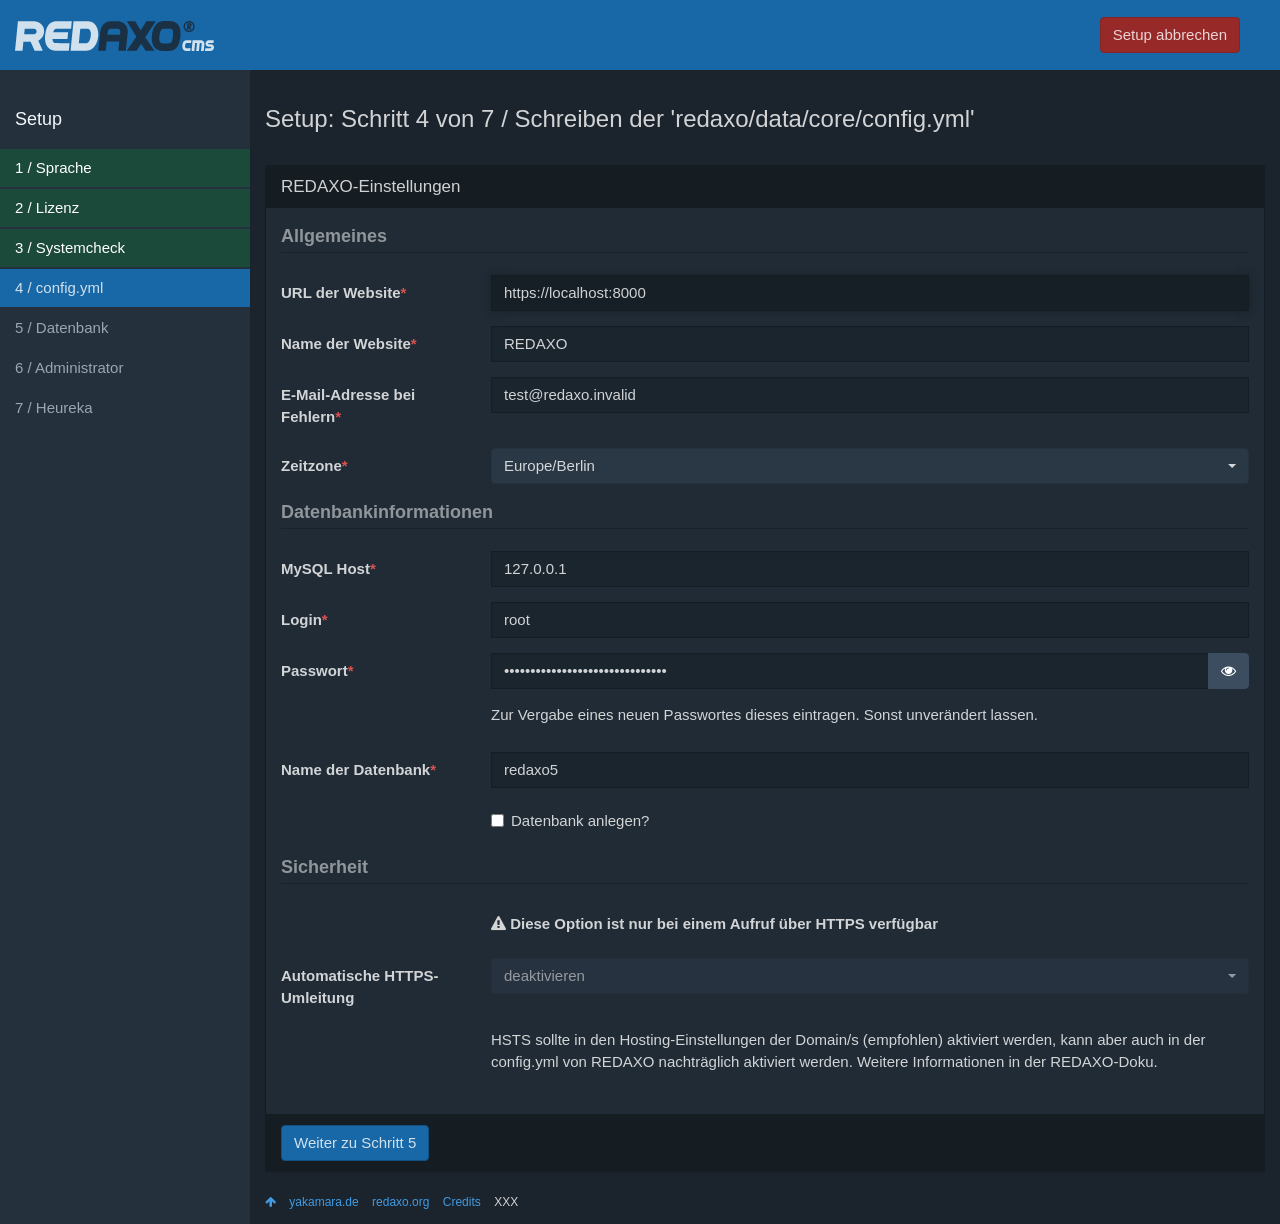 REDAXO® cms
Setup abbrechen
Setup
1 / Sprache
2 / Lizenz
3 / Systemcheck
4 / config.yml
5 / Datenbank
6 / Administrator
7 / Heureka
Setup: Schritt 4 von 7 / Schreiben der 'redaxo/data/core/config.yml'
REDAXO-Einstellungen
Allgemeines
URL der Website*
https://localhost:8000
Name der Website*
REDAXO
E-Mail-Adresse bei
Fehlern*
test@redaxo.invalid
Zeitzone*
Europe/Berlin
Datenbankinformationen
MySQL Host*
127.0.0.1
Login*
root
Passwort*
•••••••••••••••••••••••••••••••
Zur Vergabe eines neuen Passwortes dieses eintragen. Sonst unverändert lassen.
Name der Datenbank*
redaxo5
Datenbank anlegen?
Sicherheit
Diese Option ist nur bei einem Aufruf über HTTPS verfügbar
Automatische HTTPS-
Umleitung
deaktivieren
HSTS sollte in den Hosting-Einstellungen der Domain/s (empfohlen) aktiviert werden, kann aber auch in der
config.yml von REDAXO nachträglich aktiviert werden. Weitere Informationen in der REDAXO-Doku.
Weiter zu Schritt 5
yakamara.de redaxo.org Credits XXX